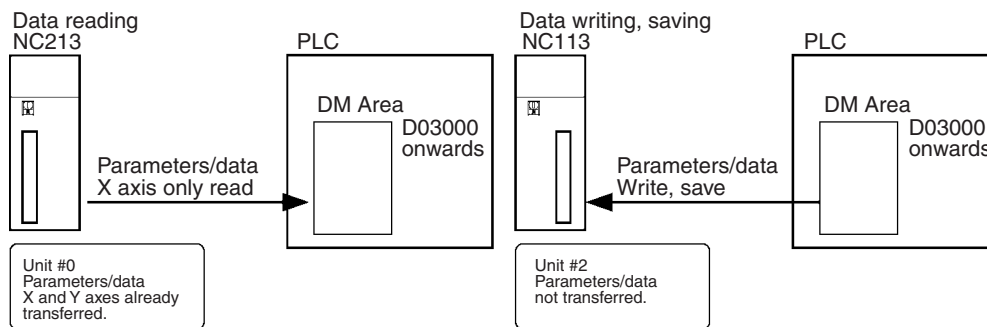 Data reading
NC213
PLC
DM Area
D03000
onwards
Parameters/data
X axis only read
Unit #0
Parameters/data
X and Y axes already
transferred.
Data writing, saving
NC113
PLC
DM Area
D03000
onwards
Parameters/data
Write, save
Unit #2
Parameters/data
not transferred.